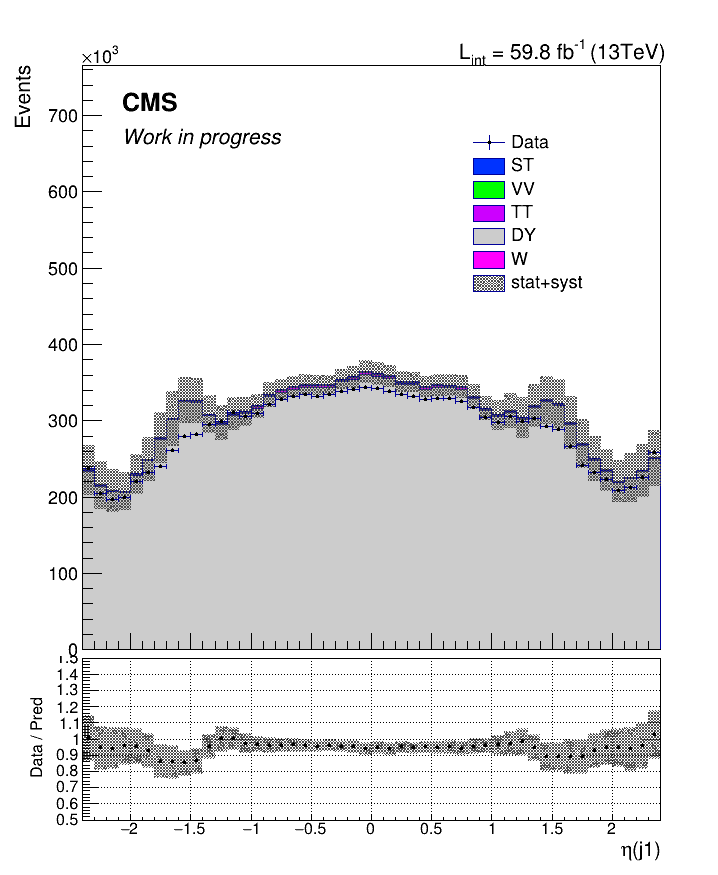 ×10³
L_int = 59.8 fb⁻¹ (13TeV)
Events
CMS
Work in progress
Data
ST
VV
TT
DY
W
stat+syst
700
600
500
400
300
200
100
0
Data / Pred
1.5
1.4
1.3
1.2
1.1
1
0.9
0.8
0.7
0.6
0.5
−2 −1.5 −1 −0.5 0 0.5 1 1.5 2
η(j1)